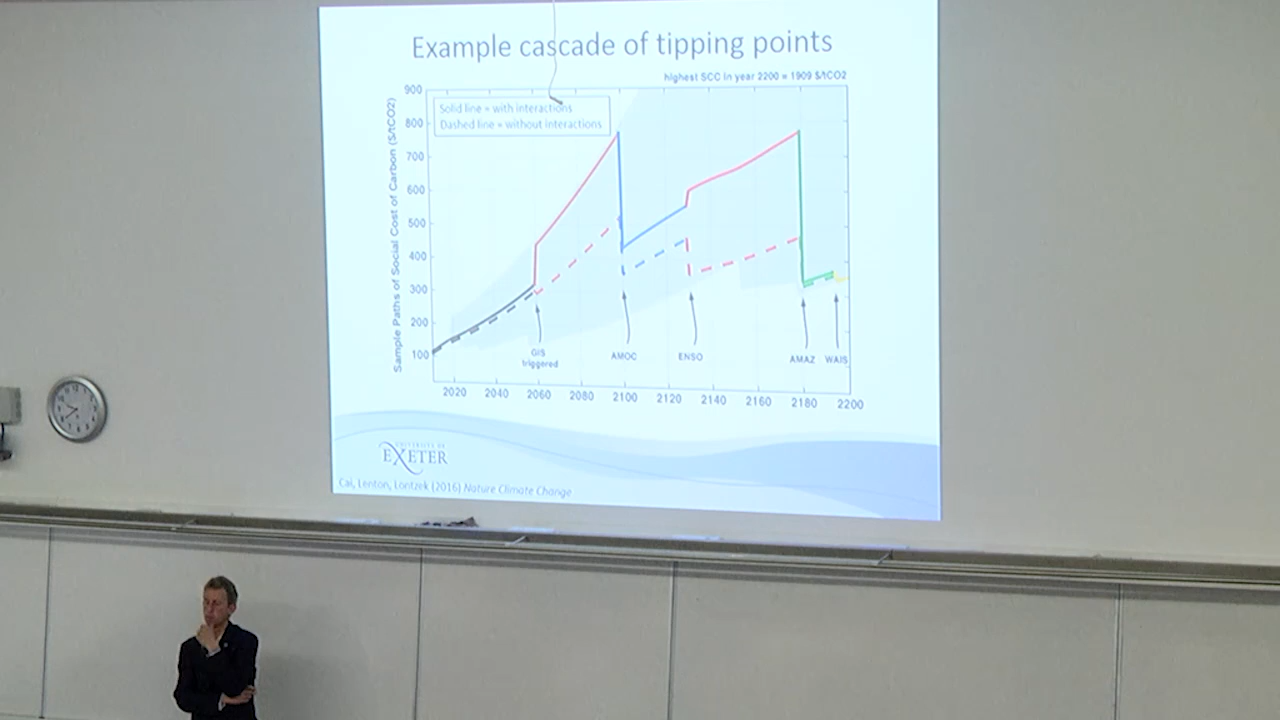 Example cascade of tipping points
highest SCC in year 2200 = 1909 $/tCO2
Solid line = with interactions
Dashed line = without interactions
Sample Paths of Social Cost of Carbon ($/tCO2)
900
800
700
600
500
400
300
200
100
GIS
triggered
AMOC
ENSO
AMAZ
WAIS
2020 2040 2060 2080 2100 2120 2140 2160 2180 2200
UNIVERSITY OF
EXETER
Cai, Lenton, Lontzek (2016) Nature Climate Change